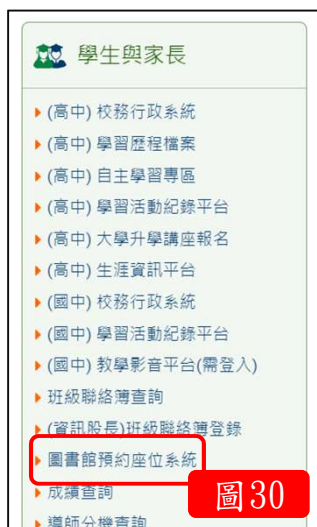 學生與家長
(高中) 校務行政系統
(高中) 學習歷程檔案
(高中) 自主學習專區
(高中) 學習活動紀錄平台
(高中) 大學升學講座報名
(高中) 生涯資訊平台
(國中) 校務行政系統
(國中) 學習活動紀錄平台
(國中) 教學影音平台(需登入)
班級聯絡簿查詢
(資訊股長)班級聯絡簿登錄
圖書館預約座位系統
成績查詢
圖30
導師分機查詢